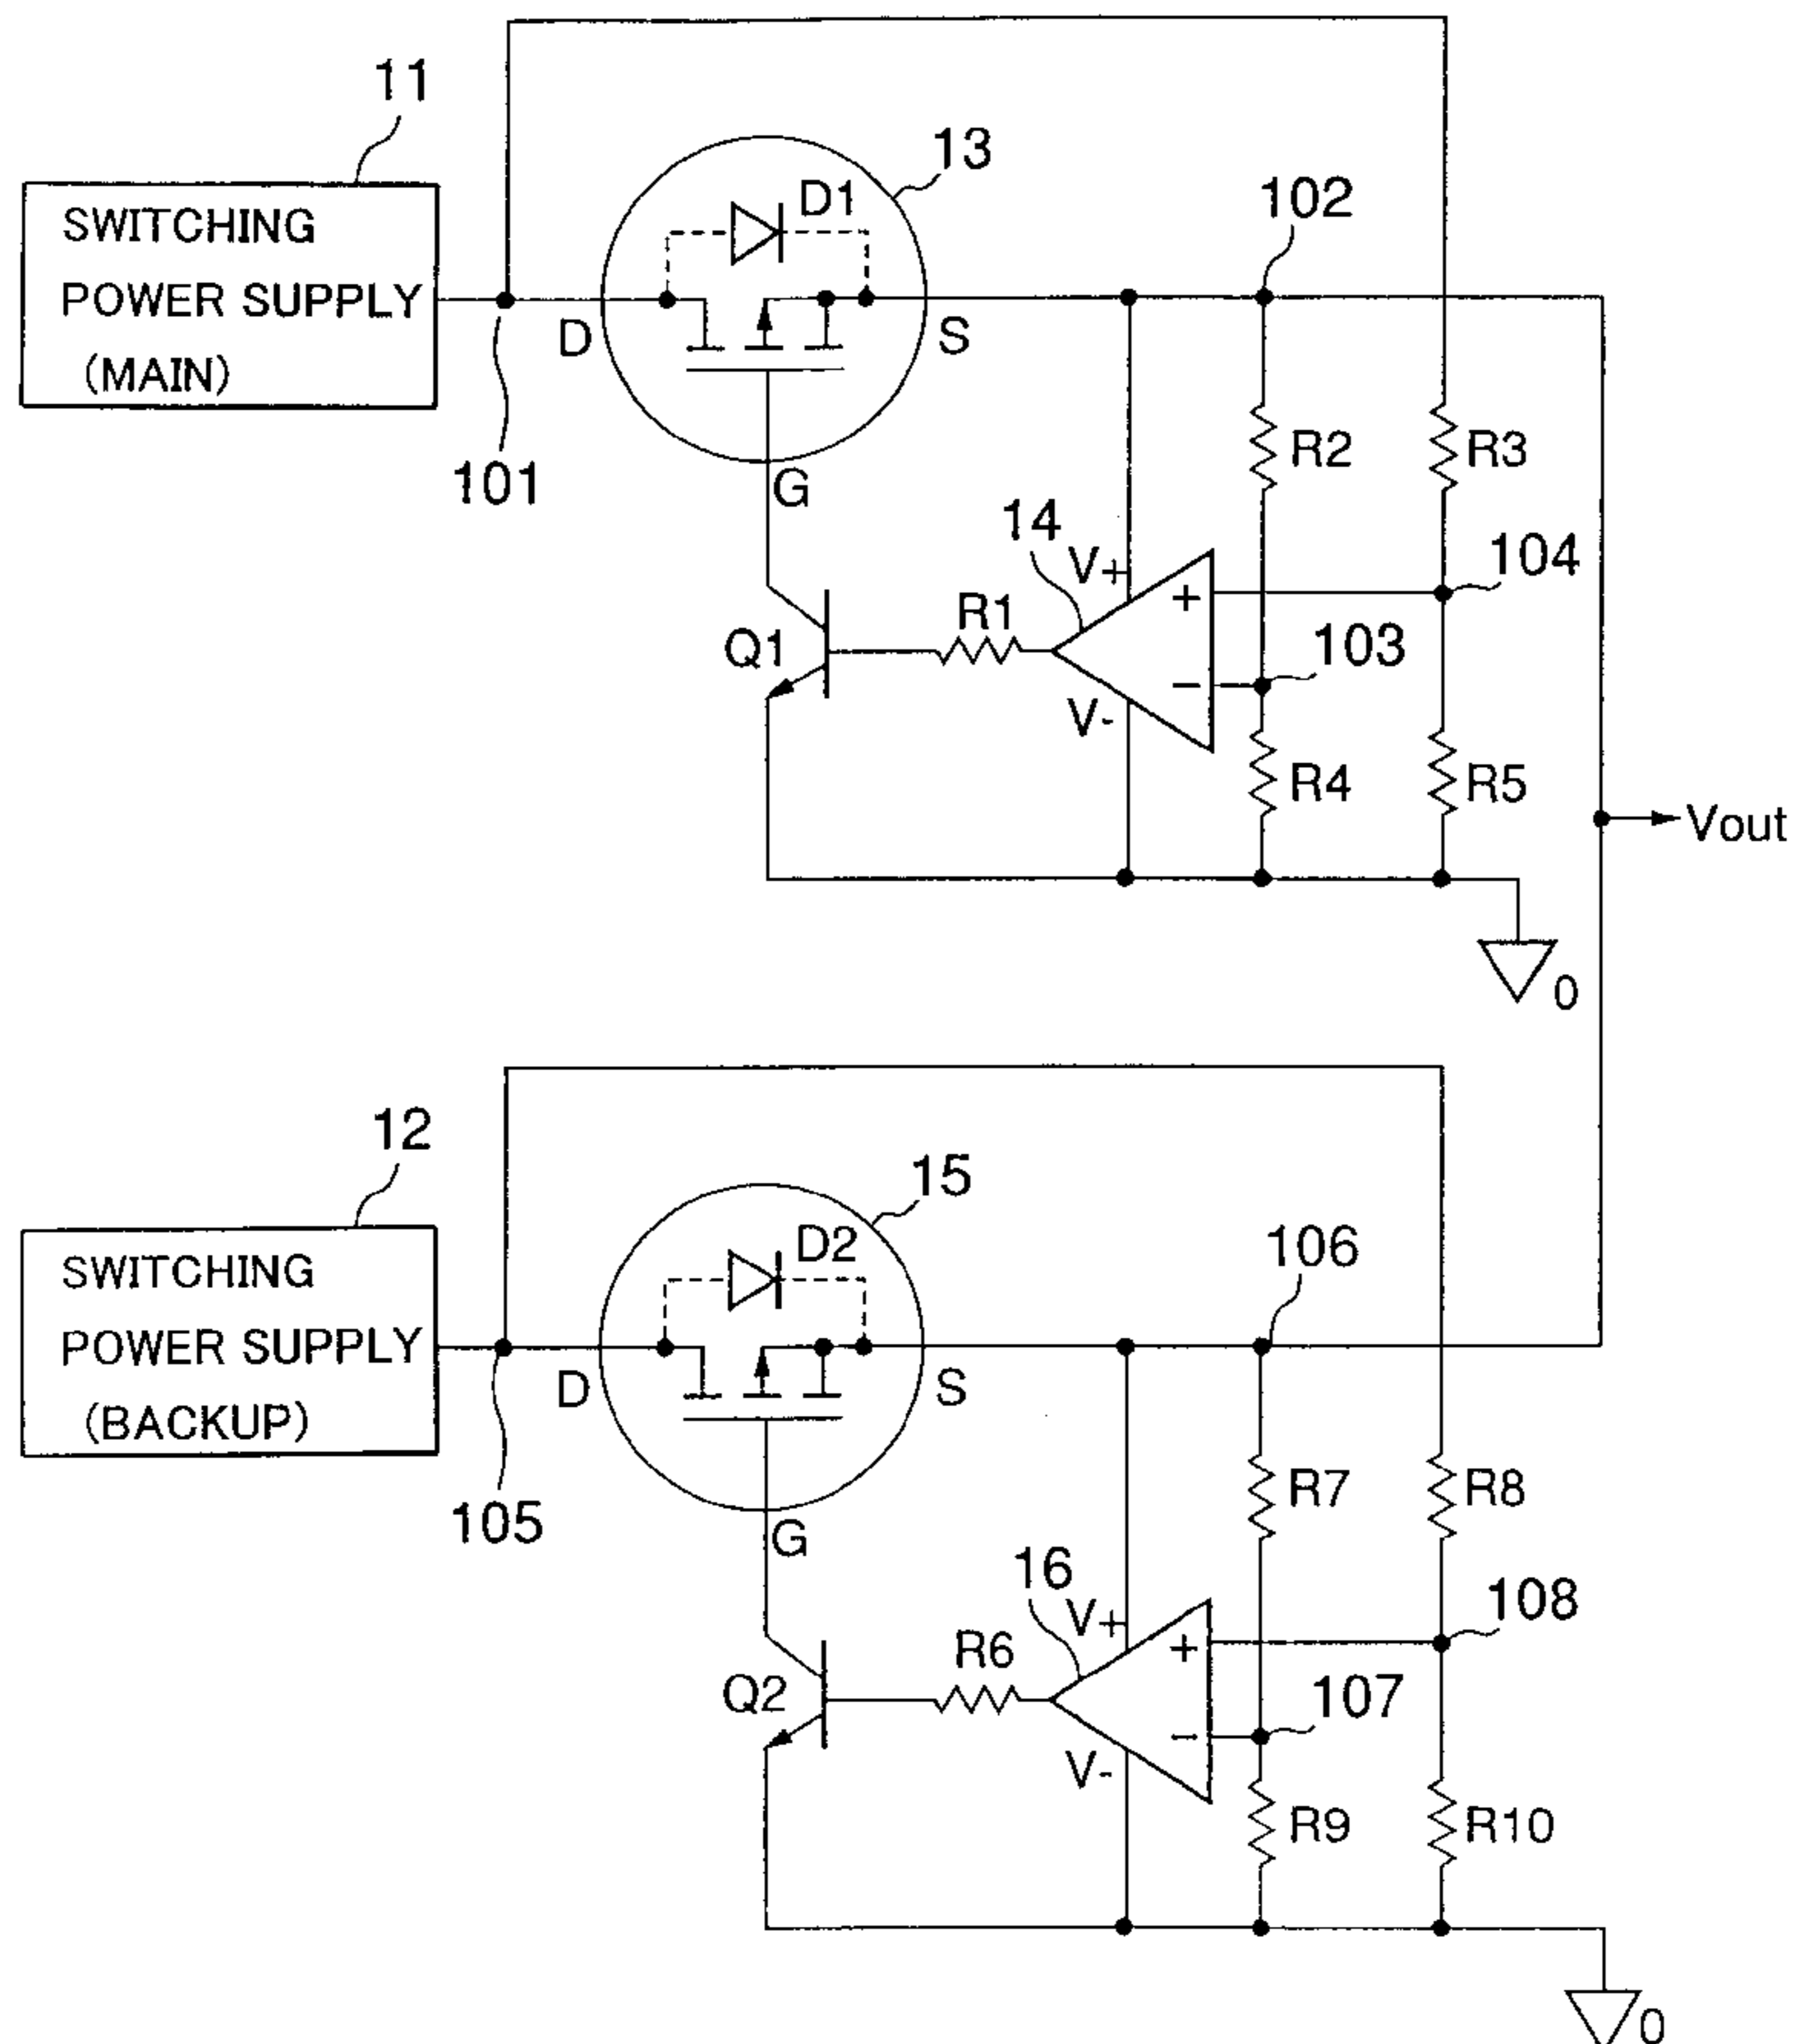 11
SWITCHING
POWER SUPPLY
(MAIN)
13
D1
102
D
S
101
G
R2
R3
14
V+
+
104
R1
103
Q1
-
V-
R4
R5
Vout
0
12
SWITCHING
POWER SUPPLY
(BACKUP)
15
D2
106
D
S
105
G
R7
R8
16
V+
+
108
R6
107
Q2
-
V-
R9
R10
0